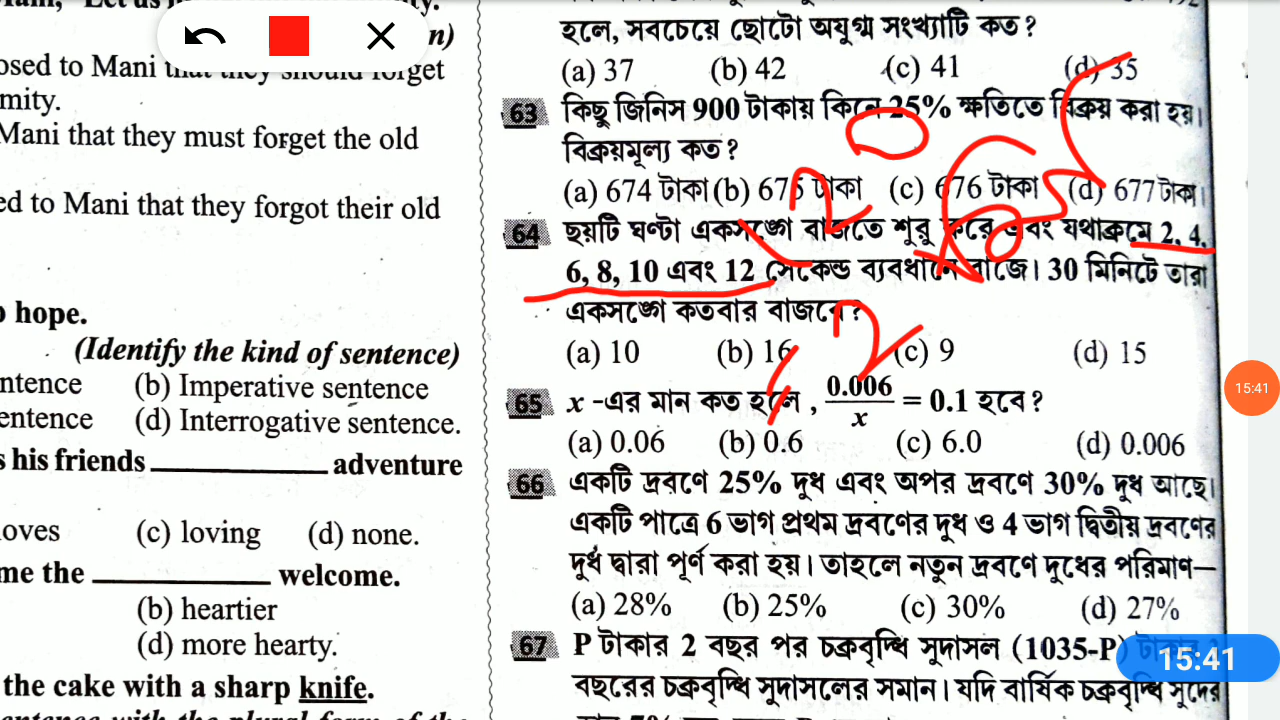 n)
osed to Mani that they should forget
mity.
Mani that they must forget the old
ed to Mani that they forgot their old
hope.
(Identify the kind of sentence)
ntence (b) Imperative sentence
entence (d) Interrogative sentence.
s his friends ____________ adventure
oves (c) loving (d) none.
me the ____________ welcome.
(b) heartier
(d) more hearty.
the cake with a sharp knife.
হলে, সবচেয়ে ছোটো অযুগ্ম সংখ্যাটি কত?
(a) 37 (b) 42 (c) 41 (d) 35
63 কিছু জিনিস 900 টাকায় কিনে 25% ক্ষতিতে বিক্রয় করা হয়।
বিক্রয়মূল্য কত?
(a) 674 টাকা (b) 675 টাকা (c) 676 টাকা (d) 677 টাকা।
64 ছয়টি ঘণ্টা একসঙ্গে বাজতে শুরু করে এবং যথাক্রমে 2, 4,
6, 8, 10 এবং 12 সেকেন্ড ব্যবধানে বাজে। 30 মিনিটে তারা
একসঙ্গে কতবার বাজবে?
(a) 10 (b) 16 (c) 9 (d) 15
65 x -এর মান কত হলে, 0.006/x = 0.1 হবে?
(a) 0.06 (b) 0.6 (c) 6.0 (d) 0.006
66 একটি দ্রবণে 25% দুধ এবং অপর দ্রবণে 30% দুধ আছে।
একটি পাত্রে 6 ভাগ প্রথম দ্রবণের দুধ ও 4 ভাগ দ্বিতীয় দ্রবণের
দুধ দ্বারা পূর্ণ করা হয়। তাহলে নতুন দ্রবণে দুধের পরিমাণ—
(a) 28% (b) 25% (c) 30% (d) 27%
67 P টাকার 2 বছর পর চক্রবৃদ্ধি সুদাসল (1035-P) টাকার
বছরের চক্রবৃদ্ধি সুদাসলের সমান। যদি বার্ষিক চক্রবৃদ্ধি সুদের
15:41
15:41